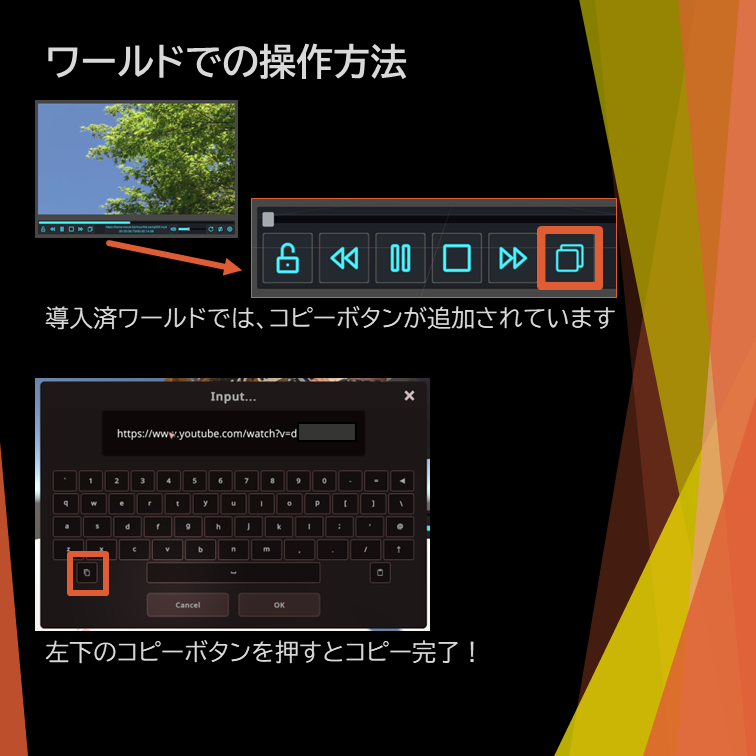 ワールドでの操作方法
導入済ワールドでは、コピーボタンが追加されています
Input...
https://www.youtube.com/watch?v=d
` 1 2 3 4 5 6 7 8 9 0 - =
q w e r t y u i o p [ ] \
a s d f g h j k l ; ' @
z x c v b n m , . /
Cancel OK
左下のコピーボタンを押すとコピー完了！